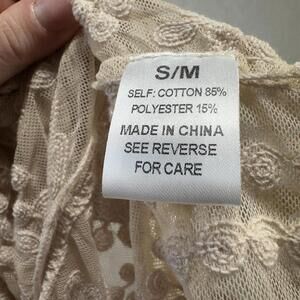 S/M
SELF: COTTON 85%
POLYESTER 15%
MADE IN CHINA
SEE REVERSE
FOR CARE